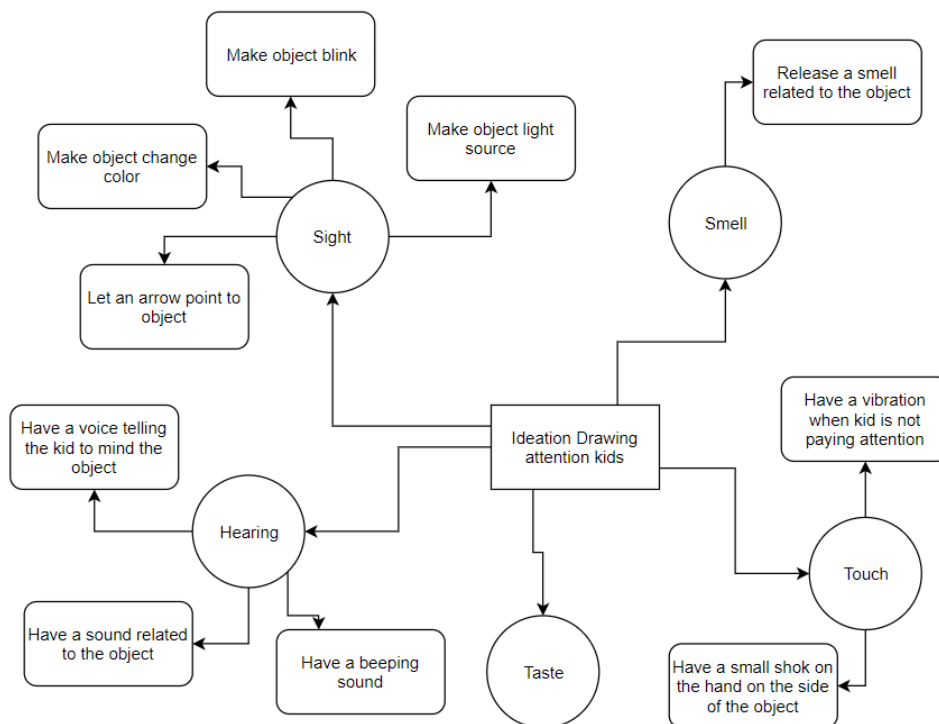 Make object blink
Release a smell
related to the object
Make object light
source
Make object change
color
Sight
Smell
Let an arrow point to
object
Have a voice telling
the kid to mind the
object
Ideation Drawing
attention kids
Have a vibration
when kid is not
paying attention
Hearing
Touch
Have a sound related
to the object
Have a beeping
sound
Taste
Have a small shok on
the hand on the side
of the object